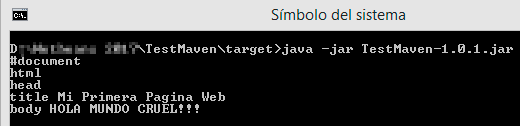 C:\.
Símbolo del sistema
D \TestMaven\target>java -jar TestMaven-1.0.1.jar
#document
html
head
title Mi Primera Pagina Web
body HOLA MUNDO CRUEL!!!